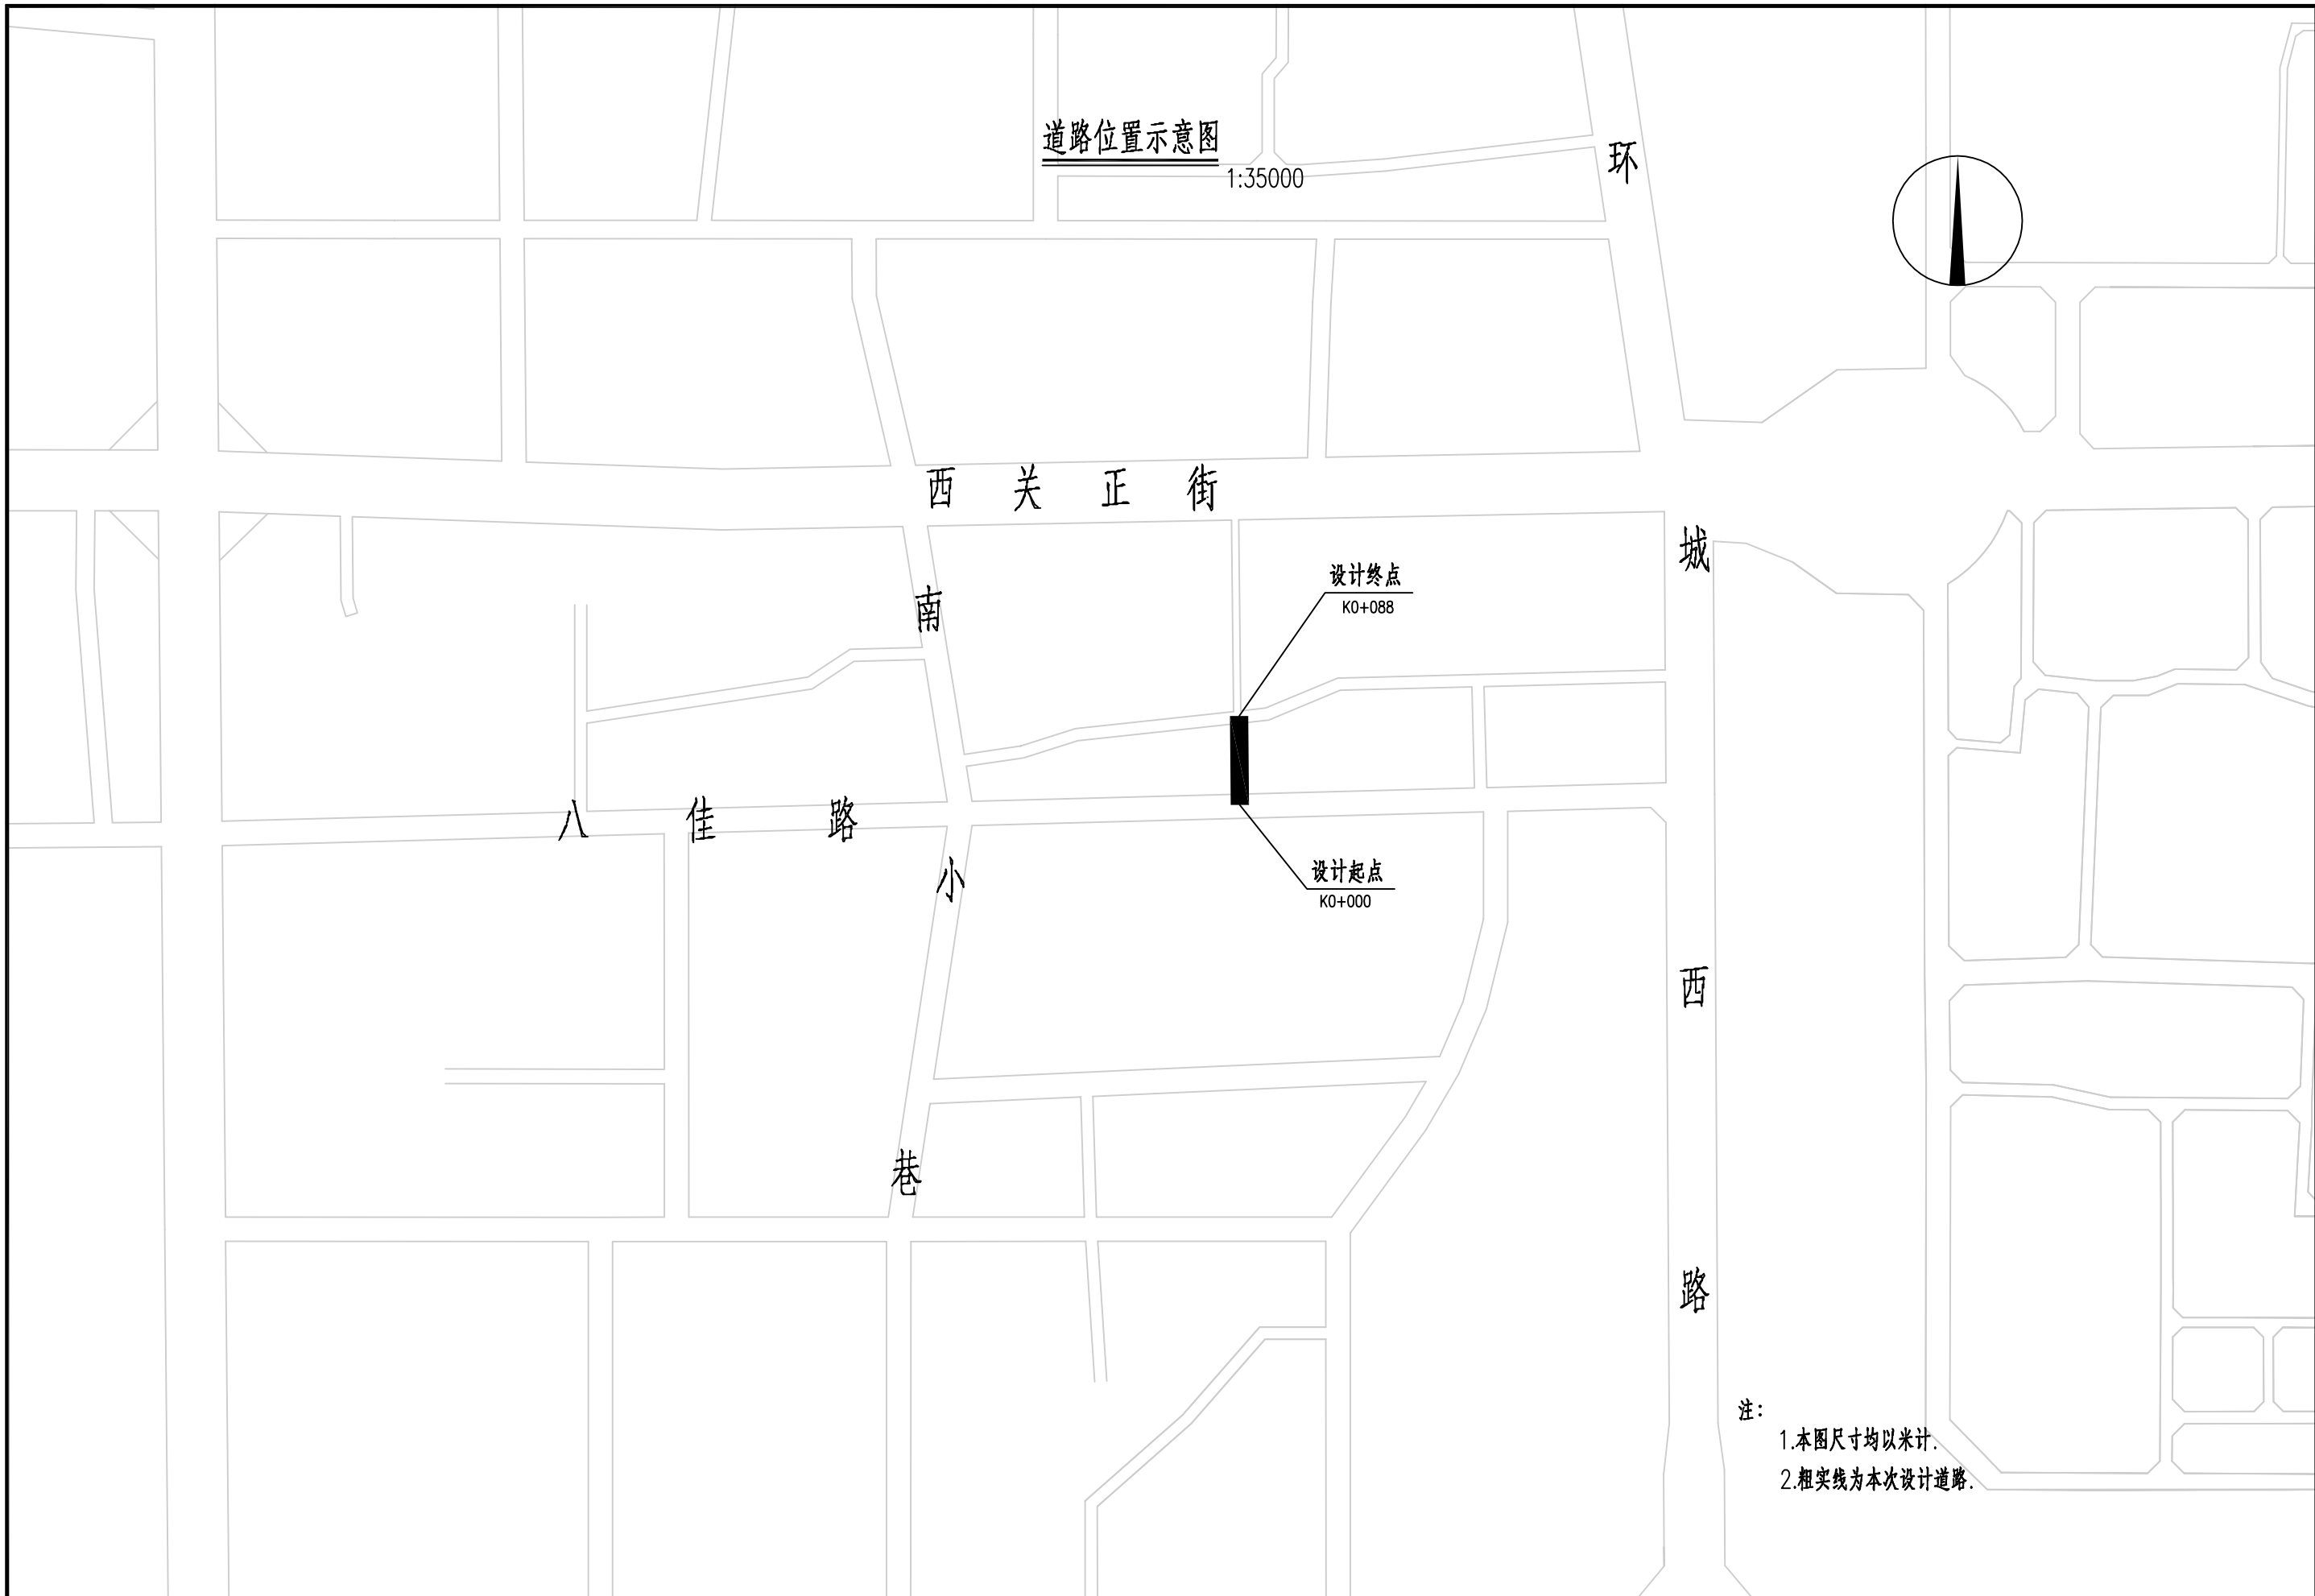 道路位置示意图
1:35000
环城西路
西关正街
南小巷
设计终点
K0+088
八佳路
设计起点
K0+000
注:
1.本图尺寸均以米计.
2.粗实线为本次设计道路.